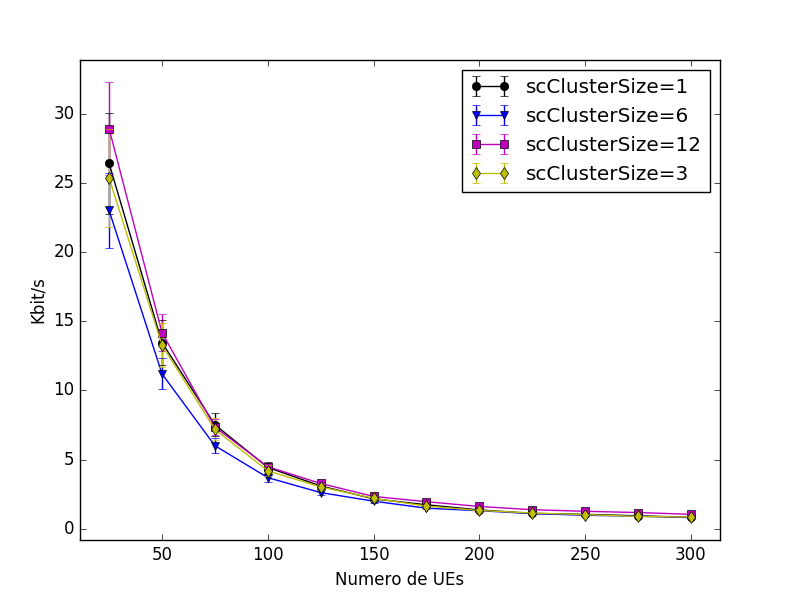 scClusterSize=1
scClusterSize=6
scClusterSize=12
scClusterSize=3
30
25
20
15
10
5
0
Kbit/s
50 100 150 200 250 300
Numero de UEs